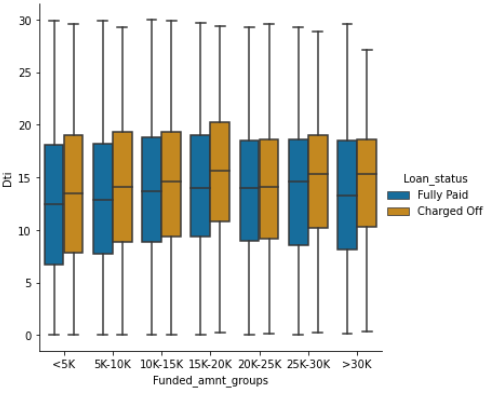 30
25
20
15
10
5
0
Dti
<5K 5K-10K 10K-15K 15K-20K 20K-25K 25K-30K >30K
Funded_amnt_groups
Loan_status
Fully Paid
Charged Off